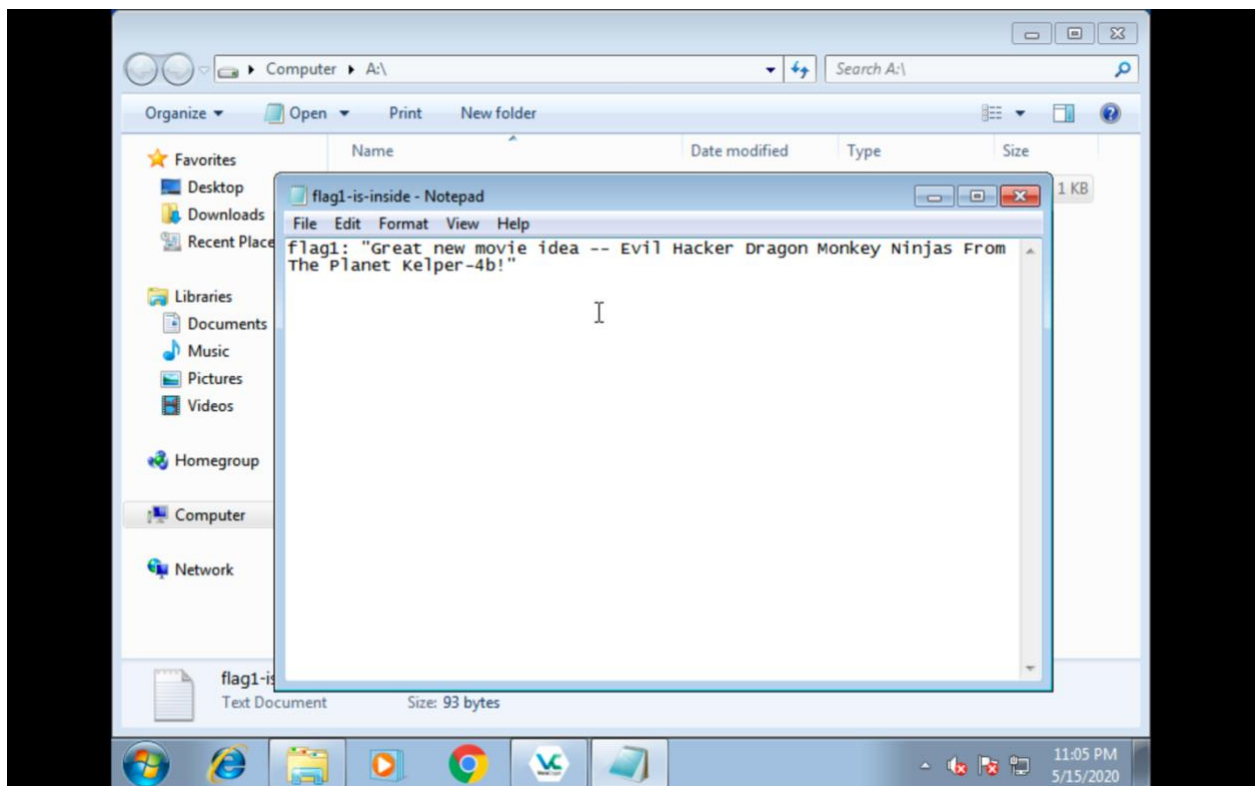 Computer ▸ A:\
Search A:\
Organize Open Print New folder
Name Date modified Type Size
Favorites
Desktop
Downloads
Recent Place
Libraries
Documents
Music
Pictures
Videos
Homegroup
Computer
Network
1 KB
flag1-is-inside - Notepad
File Edit Format View Help
flag1: "Great new movie idea -- Evil Hacker Dragon Monkey Ninjas From
The Planet Kelper-4b!"
flag1-is
Text Document Size: 93 bytes
11:05 PM
5/15/2020